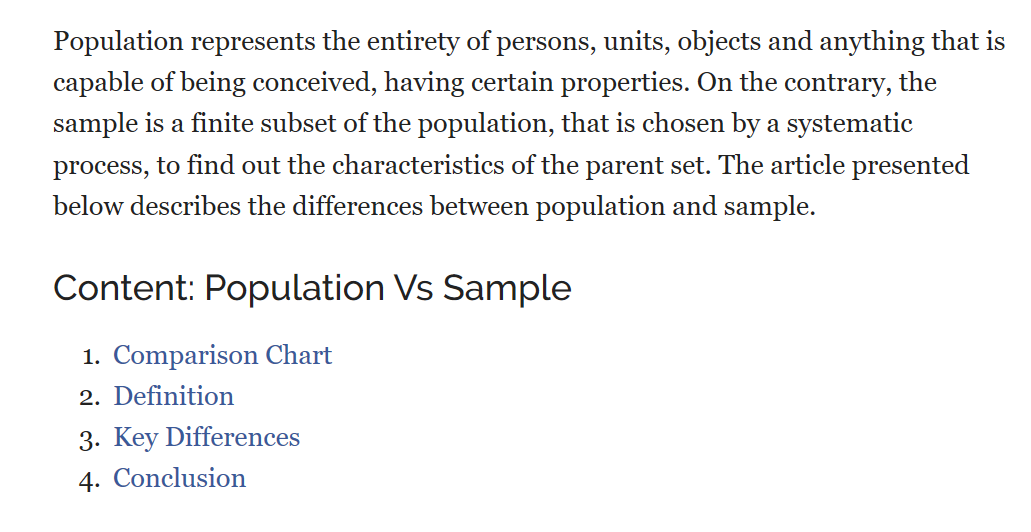 Population represents the entirety of persons, units, objects and anything that is
capable of being conceived, having certain properties. On the contrary, the
sample is a finite subset of the population, that is chosen by a systematic
process, to find out the characteristics of the parent set. The article presented
below describes the differences between population and sample.
Content: Population Vs Sample
1. Comparison Chart
2. Definition
3. Key Differences
4. Conclusion